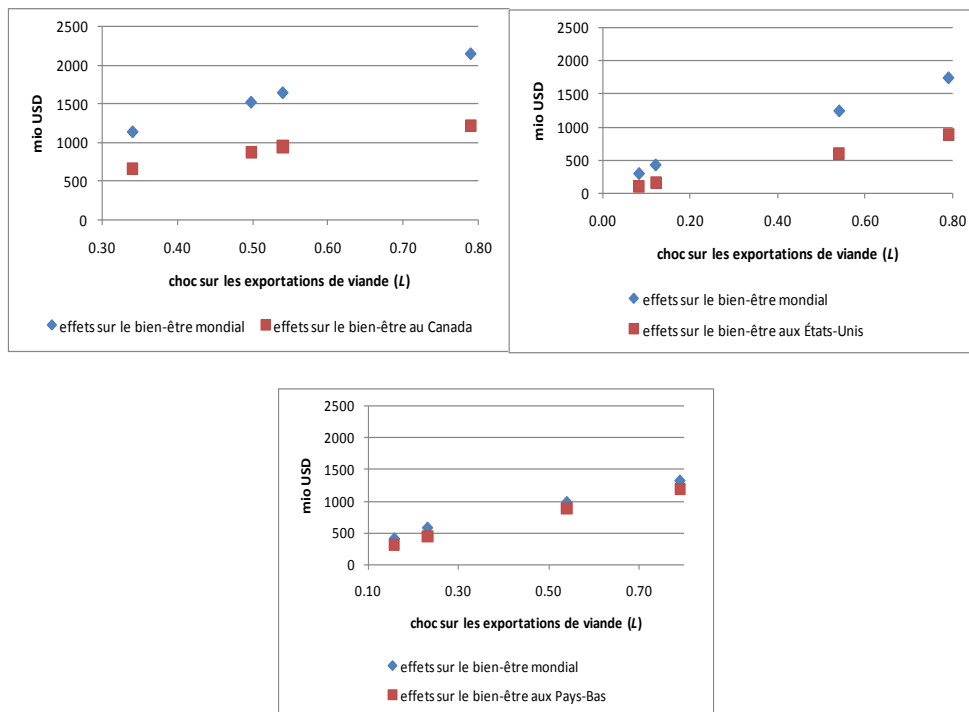 2500
2000
1500
1000
500
0
mio USD
0.30 0.40 0.50 0.60 0.70 0.80
choc sur les exportations de viande (L)
effets sur le bien-être mondial effets sur le bien-être au Canada
2500
2000
1500
1000
500
0
mio USD
0.00 0.20 0.40 0.60 0.80
choc sur les exportations de viande (L)
effets sur le bien-être mondial
effets sur le bien-être aux États-Unis
2500
2000
1500
1000
500
0
mio USD
0.10 0.30 0.50 0.70
choc sur les exportations de viande (L)
effets sur le bien-être mondial
effets sur le bien-être aux Pays-Bas